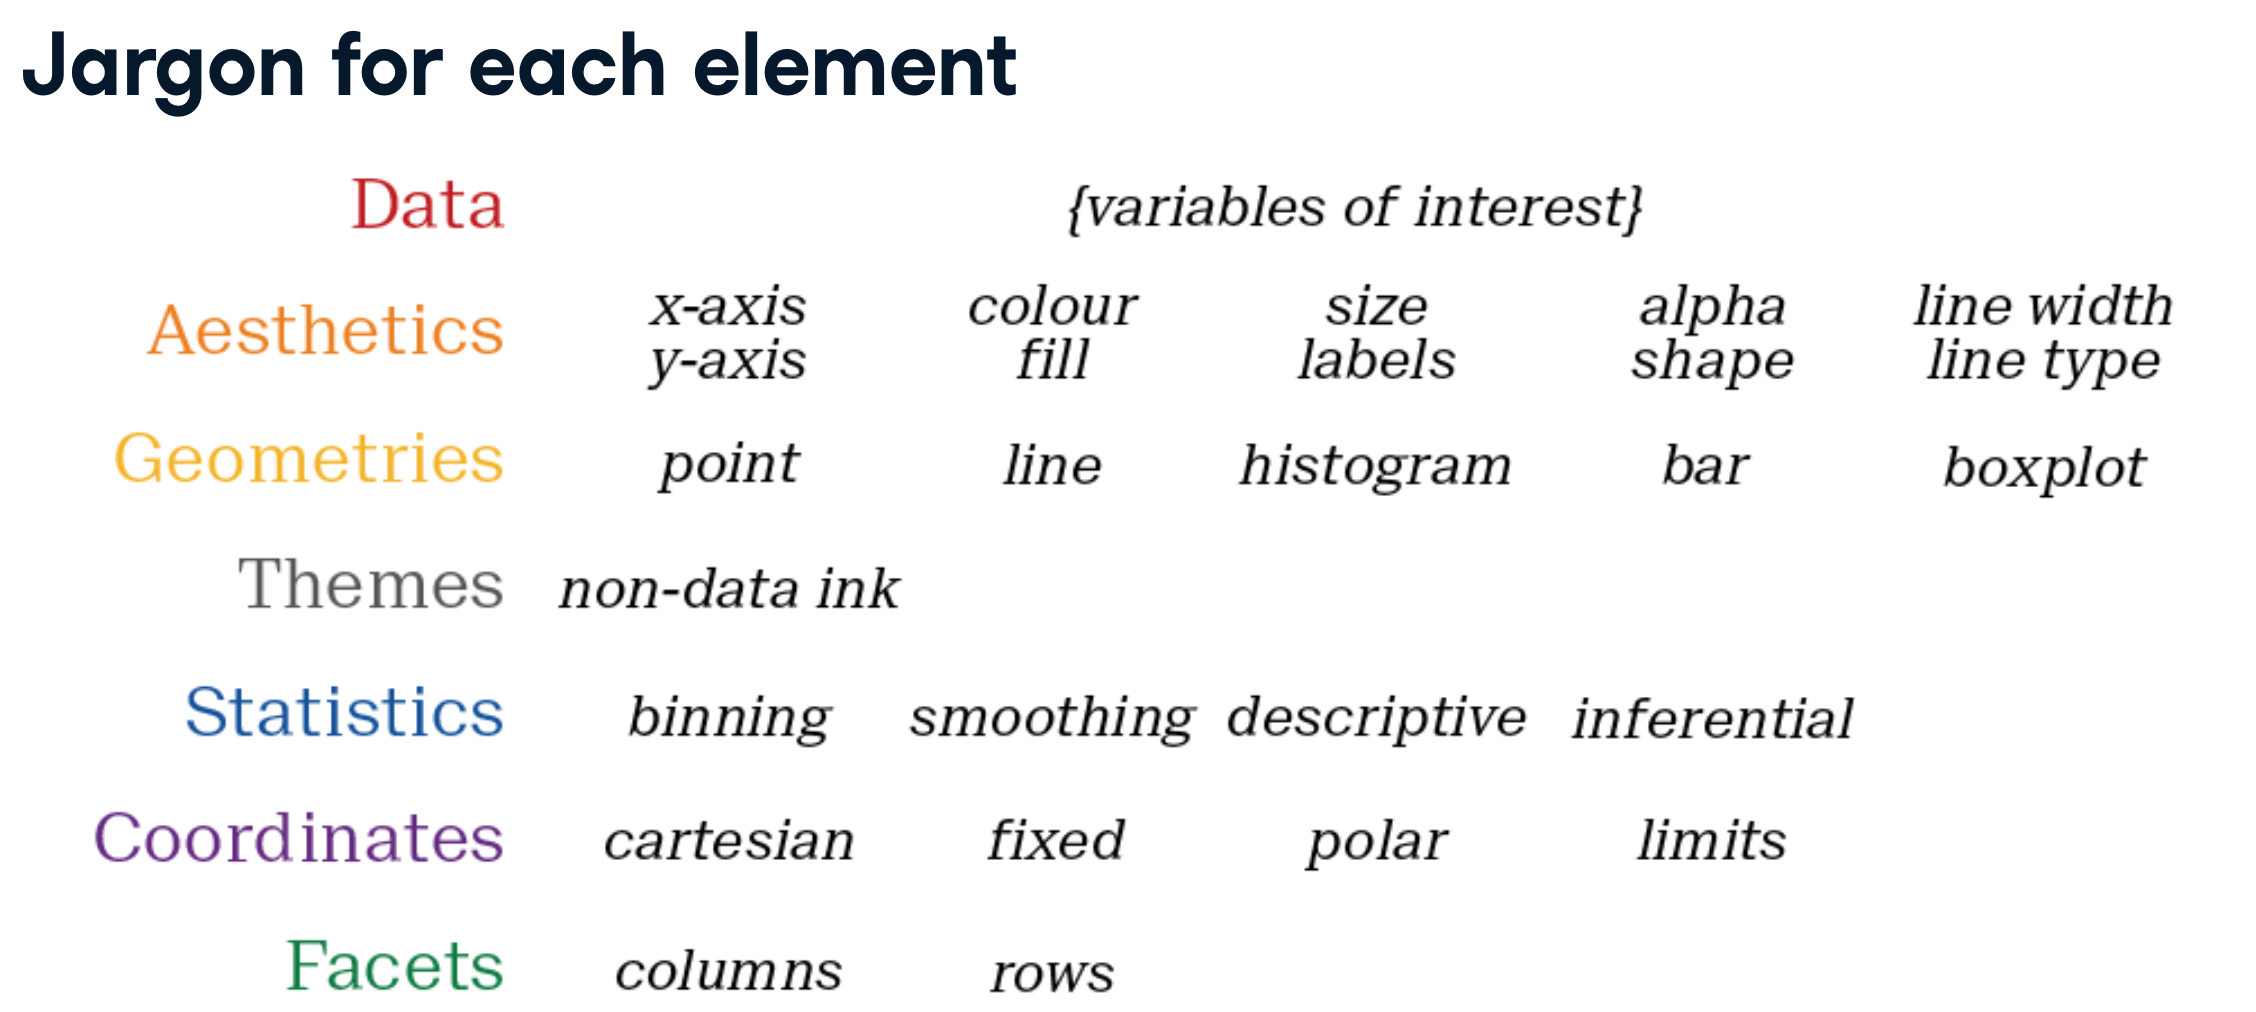 Jargon for each element
Data {variables of interest}
Aesthetics x-axis colour size alpha line width
y-axis fill labels shape line type
Geometries point line histogram bar boxplot
Themes non-data ink
Statistics binning smoothing descriptive inferential
Coordinates cartesian fixed polar limits
Facets columns rows